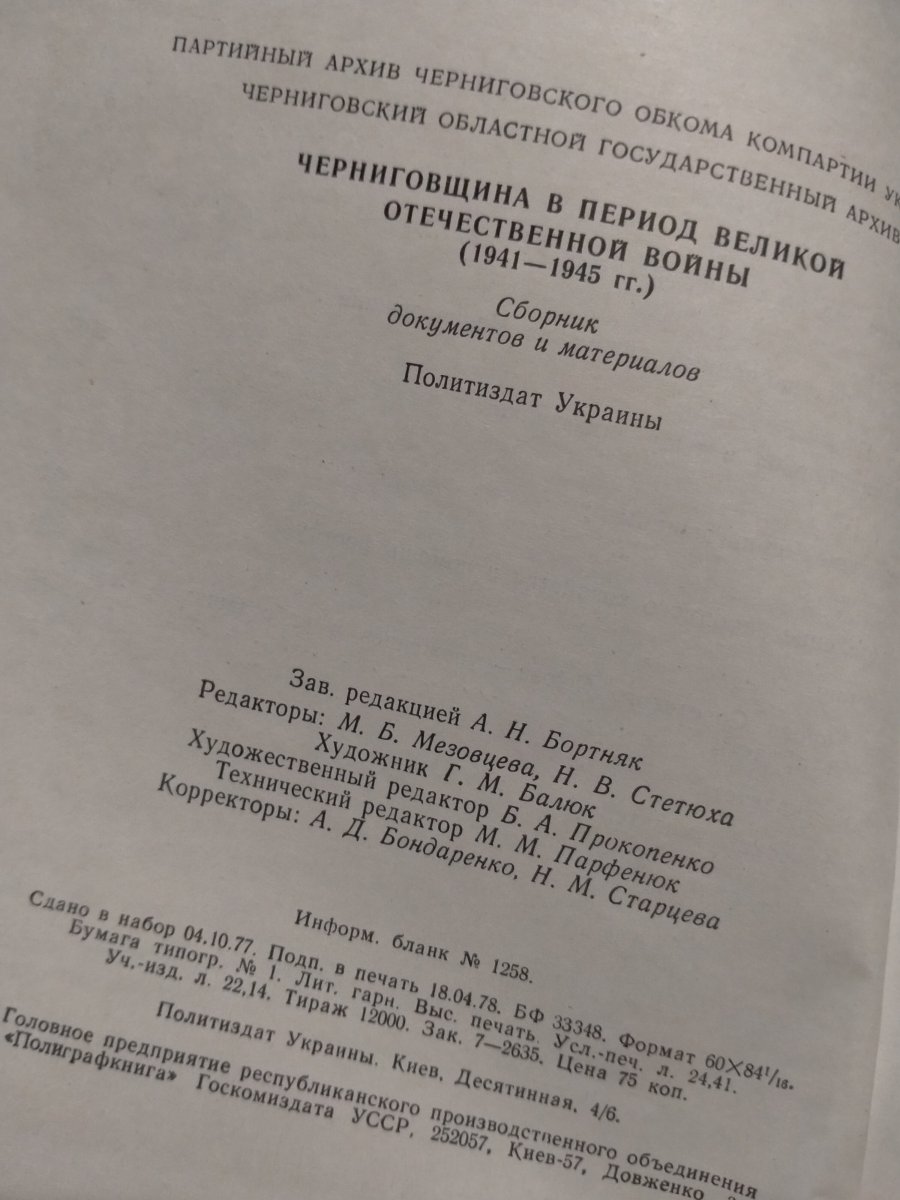 ПАРТИЙНЫЙ АРХИВ ЧЕРНИГОВСКОГО ОБКОМА КОМПАРТИИ УК
ЧЕРНИГОВСКИЙ ОБЛАСТНОЙ ГОСУДАРСТВЕННЫЙ АРХИВ
ЧЕРНИГОВЩИНА В ПЕРИОД ВЕЛИКОЙ
ОТЕЧЕСТВЕННОЙ ВОЙНЫ
(1941—1945 гг.)
Сборник
документов и материалов
Политиздат Украины
Зав. редакцией А. Н. Бортняк
Редакторы: М. Б. Мезовцева, Н. В. Стетюха
Художник Г. М. Балюк
Художественный редактор Б. А. Прокопенко
Технический редактор М. М. Парфенюк
Корректоры: А. Д. Бондаренко, Н. М. Старцева
Информ. бланк № 1258.
Сдано в набор 04.10.77. Подп. в печать 18.04.78. БФ 33348. Формат 60×84¹/₁₆.
Бумага типогр. № 1. Лит. гарн. Выс. печать. Усл.-печ. л. 24,41.
Уч.-изд. л. 22,14. Тираж 12000. Зак. 7—2635. Цена 75 коп.
Политиздат Украины. Киев, Десятинная, 4/6.
Головное предприятие республиканского производственного объединения
«Полиграфкнига» Госкомиздата УССР, 252057, Киев-57, Довженко